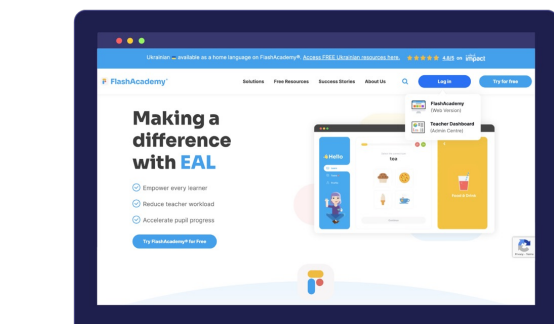 Ukrainian available as a home language on FlashAcademy®. Access FREE Ukrainian resources here. 4.8/5 on impact
FlashAcademy
Solutions Free Resources Success Stories About Us Log in Try for free
FlashAcademy
(Web Version)
Teacher Dashboard
(Admin Centre)
Making a
difference
with EAL
Hello
tea
Empower every learner
Reduce teacher workload
Accelerate pupil progress
Try FlashAcademy® for Free